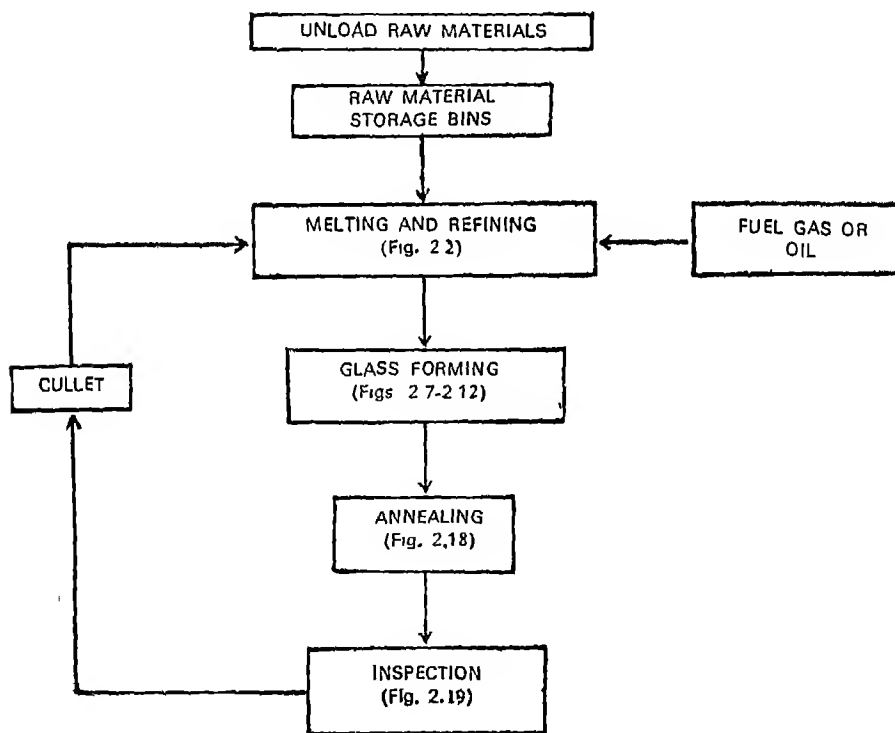 UNLOAD RAW MATERIALS
RAW MATERIAL
STORAGE BINS
MELTING AND REFINING
(Fig. 2 2)
FUEL GAS OR
OIL
GLASS FORMING
(Figs 2 7-2 12)
CULLET
ANNEALING
(Fig. 2.18)
INSPECTION
(Fig. 2.19)